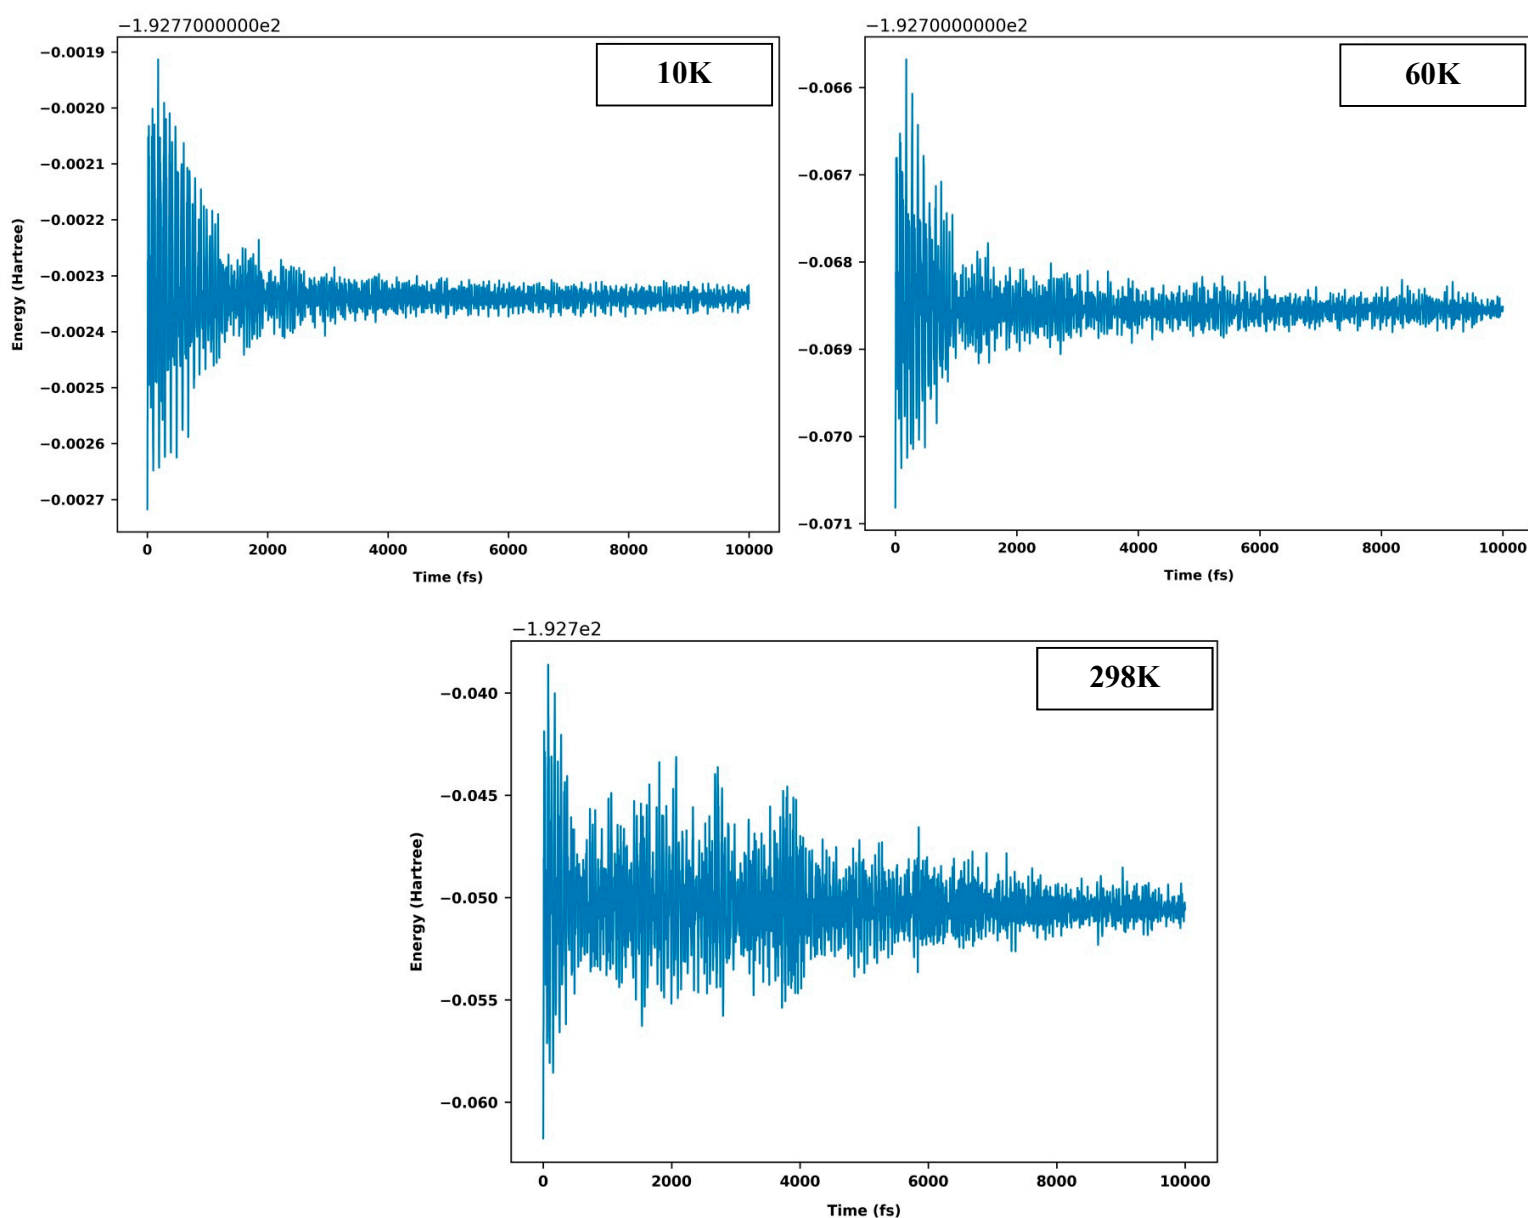 −1.9277000000e2
10K
−0.0019
−0.0020
−0.0021
−0.0022
−0.0023
−0.0024
−0.0025
−0.0026
−0.0027
Energy (Hartree)
0 2000 4000 6000 8000 10000
Time (fs)
−1.9270000000e2
60K
−0.066
−0.067
−0.068
−0.069
−0.070
−0.071
0 2000 4000 6000 8000 10000
Time (fs)
−1.927e2
298K
−0.040
−0.045
−0.050
−0.055
−0.060
Energy (Hartree)
0 2000 4000 6000 8000 10000
Time (fs)